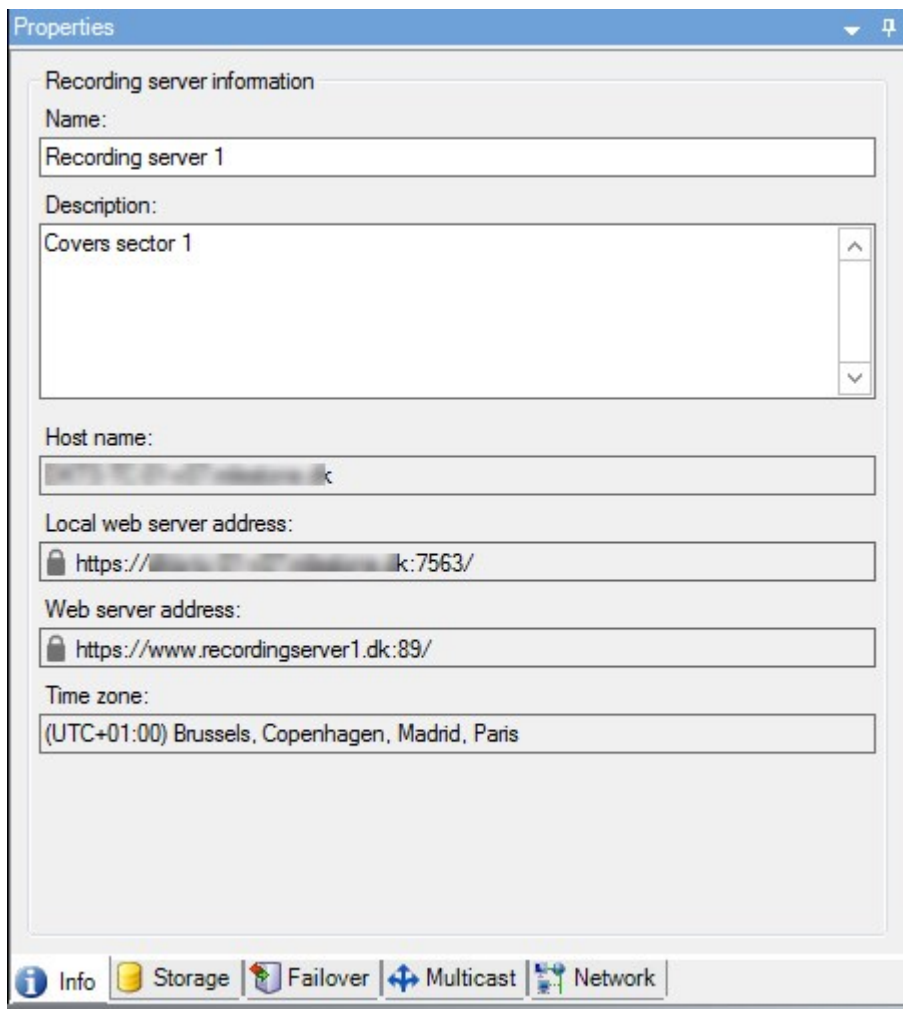 Properties
Recording server information
Name:
Recording server 1
Description:
Covers sector 1
Host name:
Local web server address:
https:// k:7563/
Web server address:
https://www.recordingserver1.dk:89/
Time zone:
(UTC+01:00) Brussels, Copenhagen, Madrid, Paris
Info Storage Failover Multicast Network